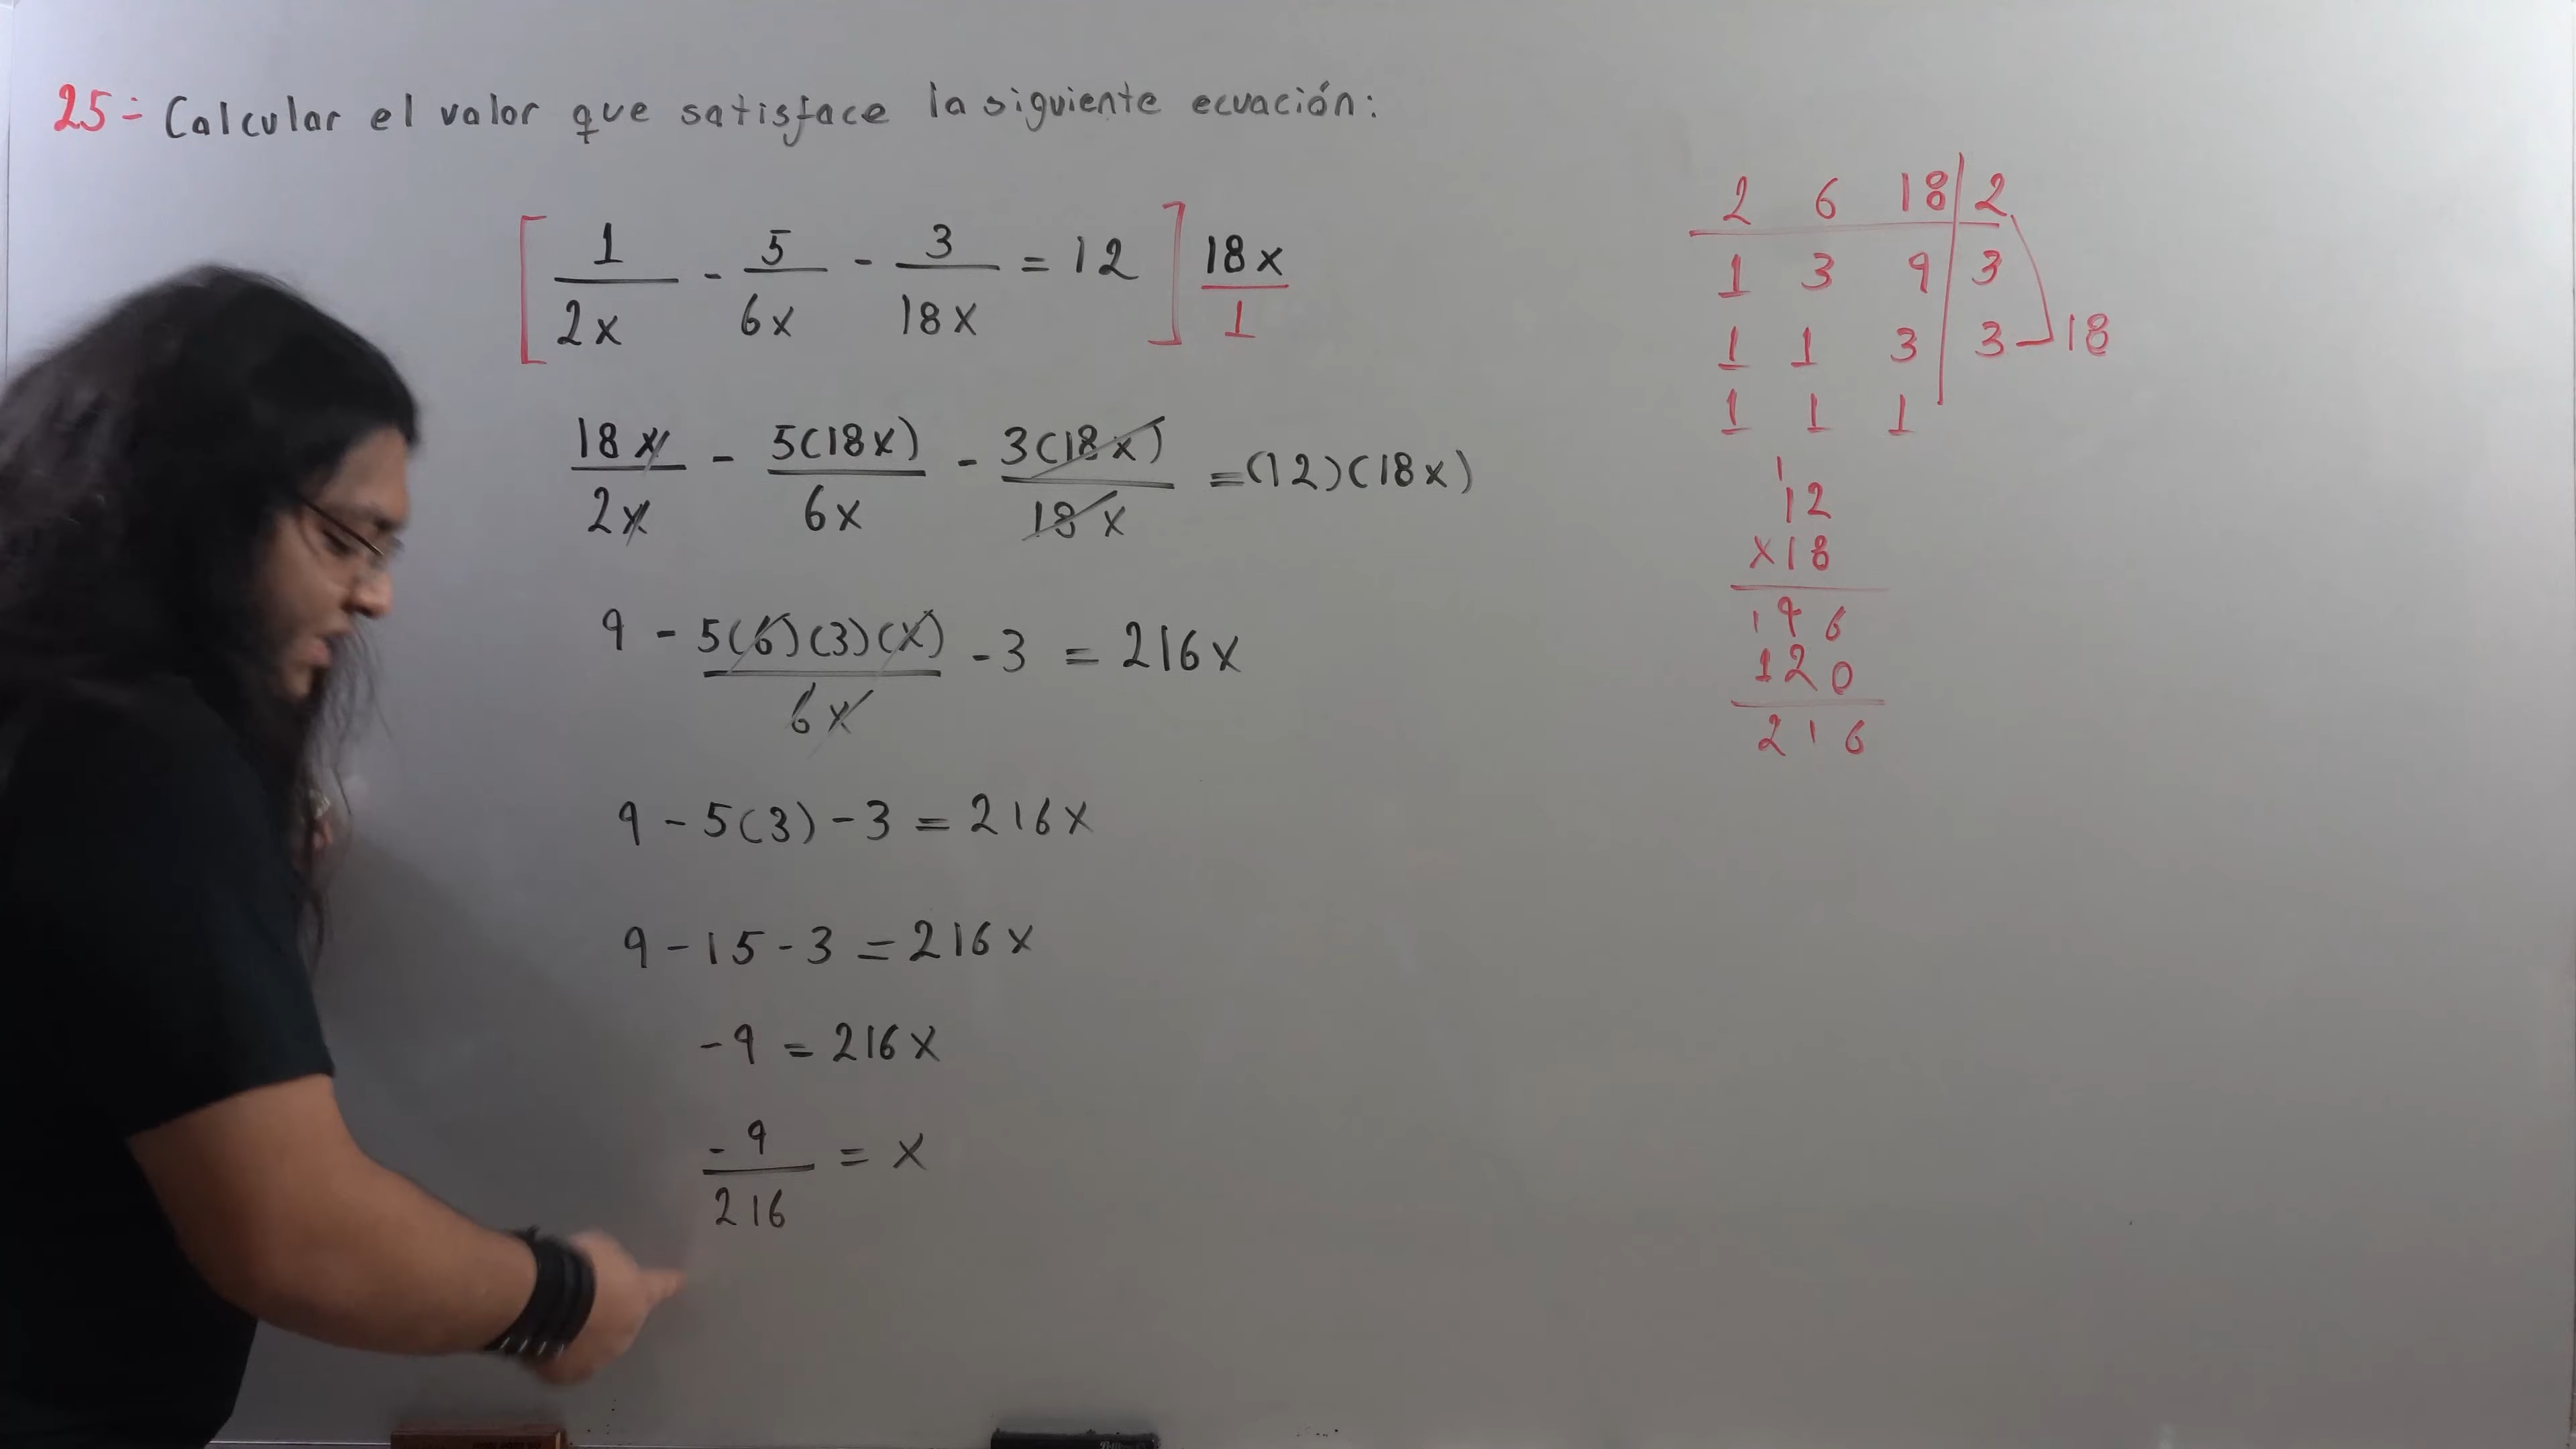 25= Calcular el valor que satisface la siguiente ecuación:
[ 1/2x - 5/6x - 3/18x = 12 ] 18x/1
18x/2x - 5(18x)/6x - 3(18x)/18x =(12)(18x)
9 - 5(6)(3)(x)/6x - 3 = 216x
9 - 5(3) - 3 = 216x
9 - 15 - 3 = 216x
- 9 = 216x
- 9/216 = x
2 6 18 | 2
1 3 9 | 3
1 1 3 | 3 18
1 1 1
1
12
x18
196
120
216